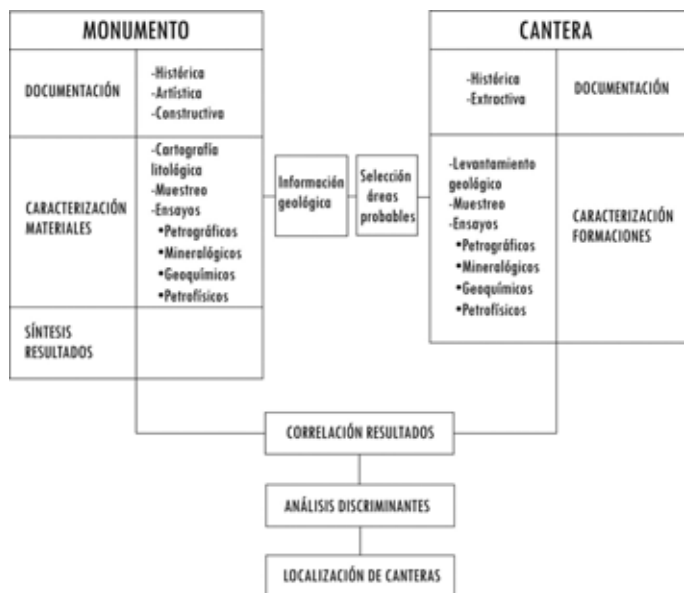 MONUMENTO
DOCUMENTACIÓN
-Histórica
-Artística
-Constructiva
CARACTERIZACIÓN
MATERIALES
-Cartografía
litológica
-Muestreo
-Ensayos
•Petrográficos
•Mineralógicos
•Geoquímicos
•Petrofísicos
SÍNTESIS
RESULTADOS
Información
geológica
Selección
áreas
probables
CANTERA
-Histórica
-Extractiva
DOCUMENTACIÓN
-Levantamiento
geológico
-Muestreo
-Ensayos
•Petrográficos
•Mineralógicos
•Geoquímicos
•Petrofísicos
CARACTERIZACIÓN
FORMACIONES
CORRELACIÓN RESULTADOS
ANÁLISIS DISCRIMINANTES
LOCALIZACIÓN DE CANTERAS